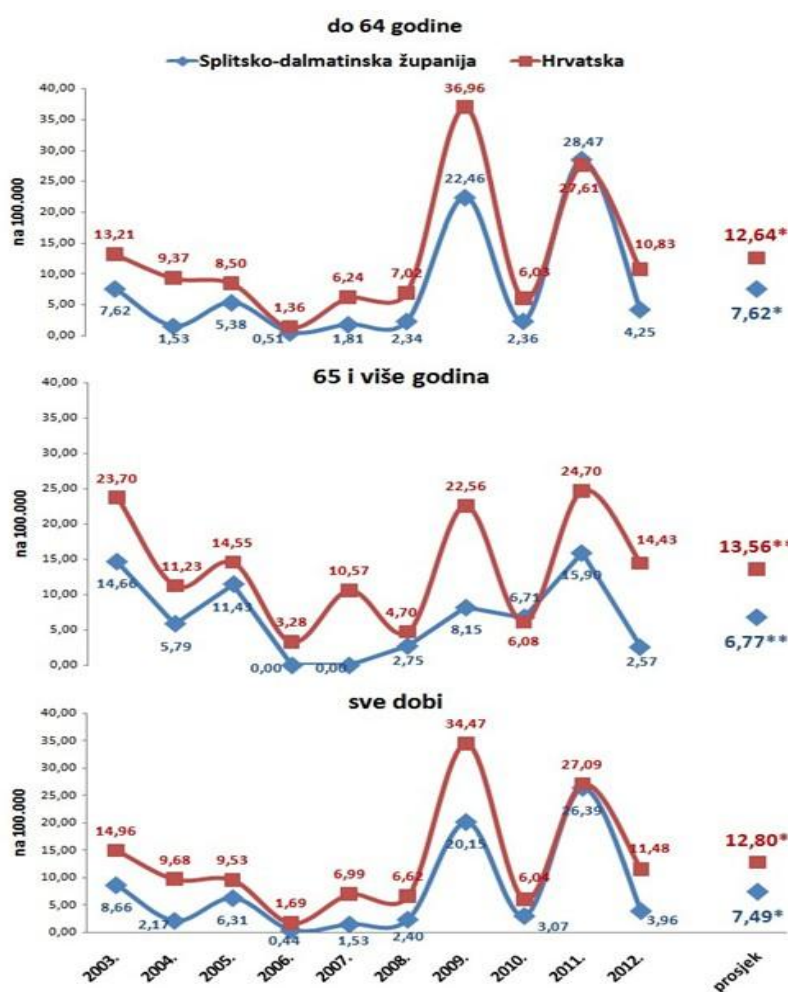 do 64 godine
Splitsko-dalmatinska županija Hrvatska
na 100.000
40,00
35,00
30,00
25,00
20,00
15,00
10,00
5,00
0,00
13,21 9,37 8,50 1,36 6,24 7,02 36,96 6,03 27,61 10,83 12,64*
7,62 1,53 5,38 0,51 1,81 2,34 22,46 2,36 28,47 4,25 7,62*
65 i više godina
na 100.000
40,00
35,00
30,00
25,00
20,00
15,00
10,00
5,00
0,00
23,70 11,23 14,55 3,28 10,57 4,70 22,56 6,08 24,70 14,43 13,56**
14,66 5,79 11,43 0,00 0,00 2,75 8,15 6,71 15,90 2,57 6,77**
sve dobi
na 100.000
40,00
35,00
30,00
25,00
20,00
15,00
10,00
5,00
0,00
14,96 9,68 9,53 1,69 6,99 6,62 34,47 6,04 27,09 11,48 12,80*
8,66 2,17 6,31 0,44 1,53 2,40 20,15 3,07 26,39 3,96 7,49*
2003. 2004. 2005. 2006. 2007. 2008. 2009. 2010. 2011. 2012. prosjek